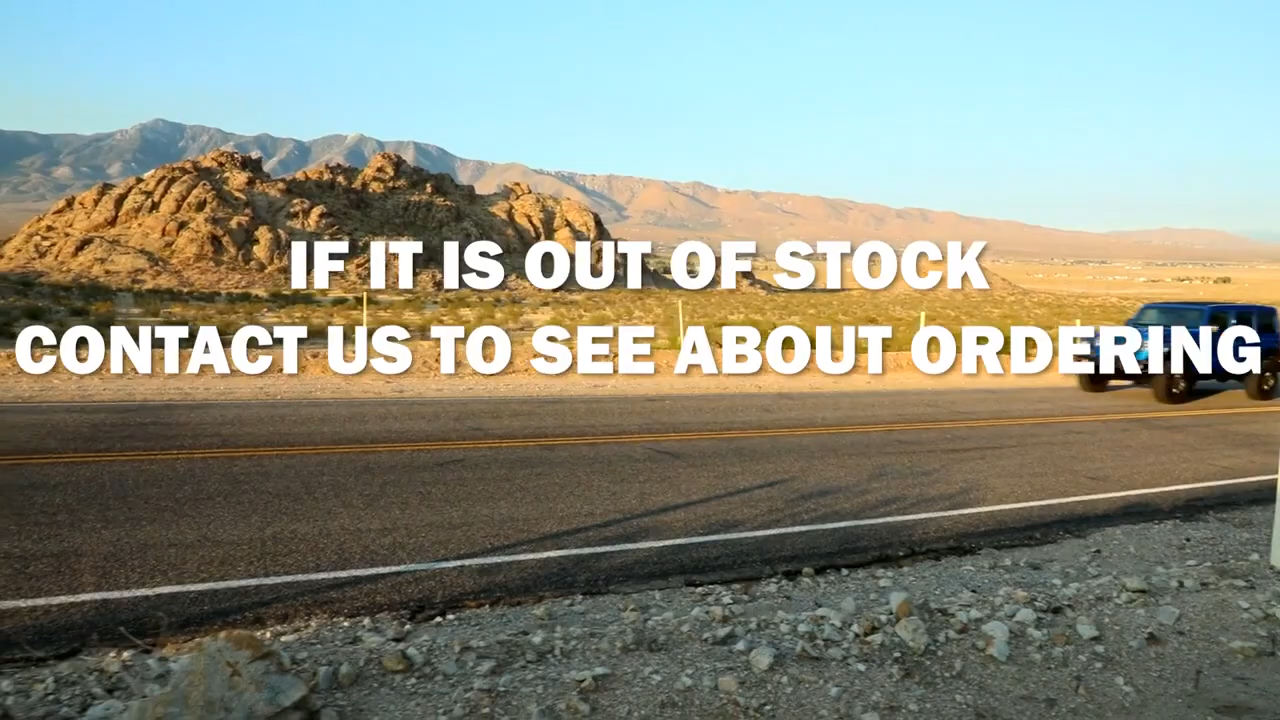 IF IT IS OUT OF STOCK
CONTACT US TO SEE ABOUT ORDERING